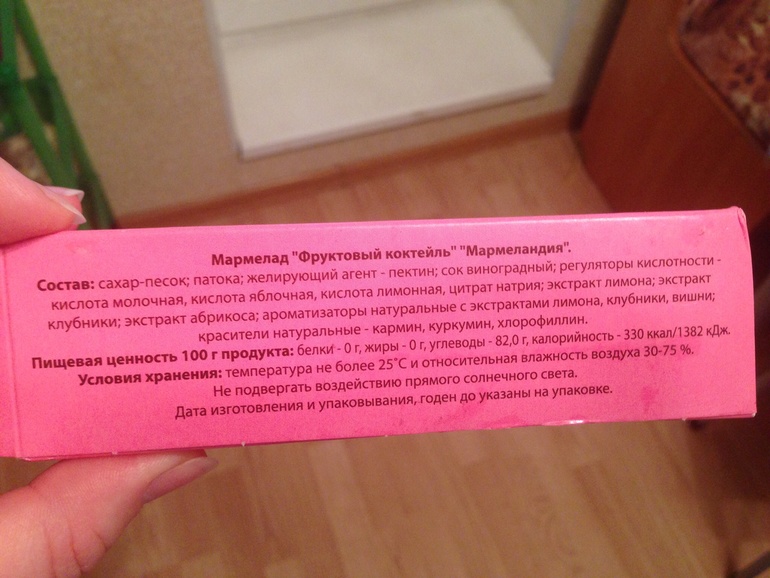 Мармелад "Фруктовый коктейль" "Мармеландия".
Состав: сахар-песок; патока; желирующий агент - пектин; сок виноградный; регуляторы кислотности -
кислота молочная, кислота яблочная, кислота лимонная, цитрат натрия; экстракт лимона; экстракт
клубники; экстракт абрикоса; ароматизаторы натуральные с экстрактами лимона, клубники, вишни;
красители натуральные - кармин, куркумин, хлорофиллин.
Пищевая ценность 100 г продукта: белки - 0 г, жиры - 0 г, углеводы - 82,0 г, калорийность - 330 ккал/1382 кДж.
Условия хранения: температура не более 25˚С и относительная влажность воздуха 30-75 %.
Не подвергать воздействию прямого солнечного света.
Дата изготовления и упаковывания, годен до указаны на упаковке.